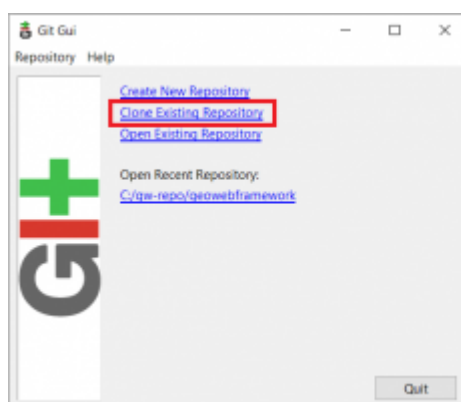 Git Gui
Repository Help
Create New Repository
Clone Existing Repository
Open Existing Repository
Open Recent Repository:
C:/gw-repo/geowebframework
GIt
Quit